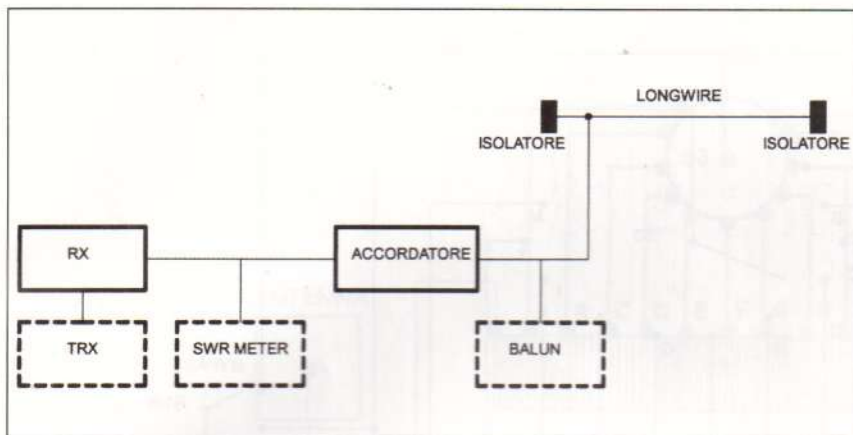 LONGWIRE
ISOLATORE
ISOLATORE
RX
ACCORDATORE
TRX
SWR METER
BALUN